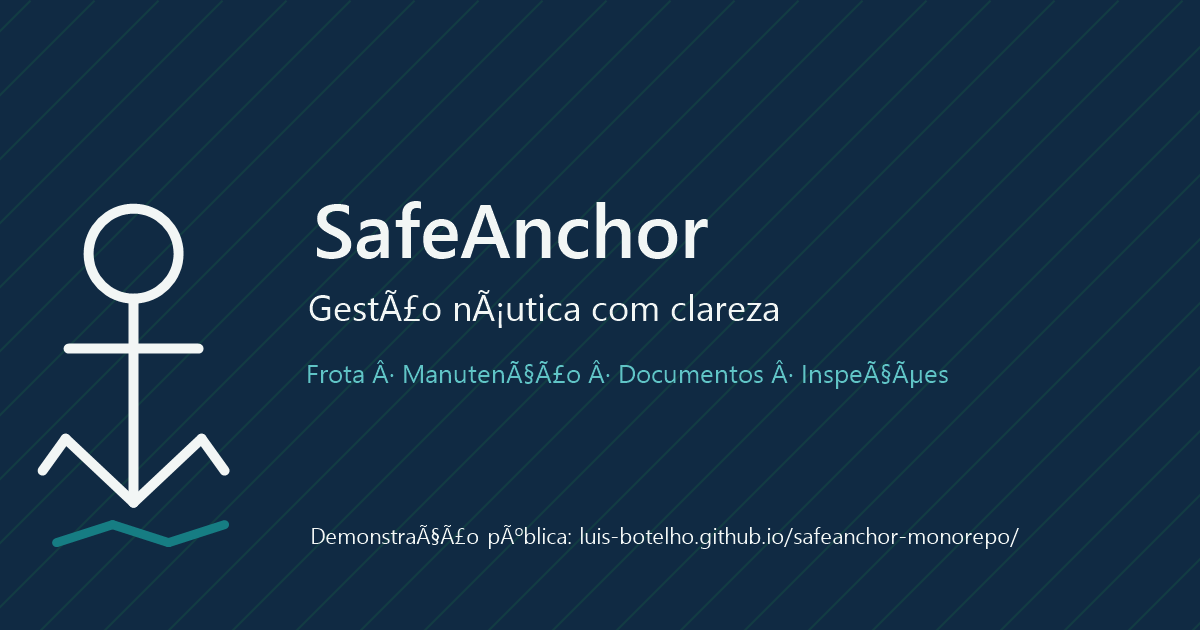 SafeAnchor
GestÃ£o nÃ¡utica com clareza
Frota Â· ManutenÃ§Ã£o Â· Documentos Â· InspeÃ§Ãµes
DemonstraÃ§Ã£o pÃºblica: luis-botelho.github.io/safeanchor-monorepo/